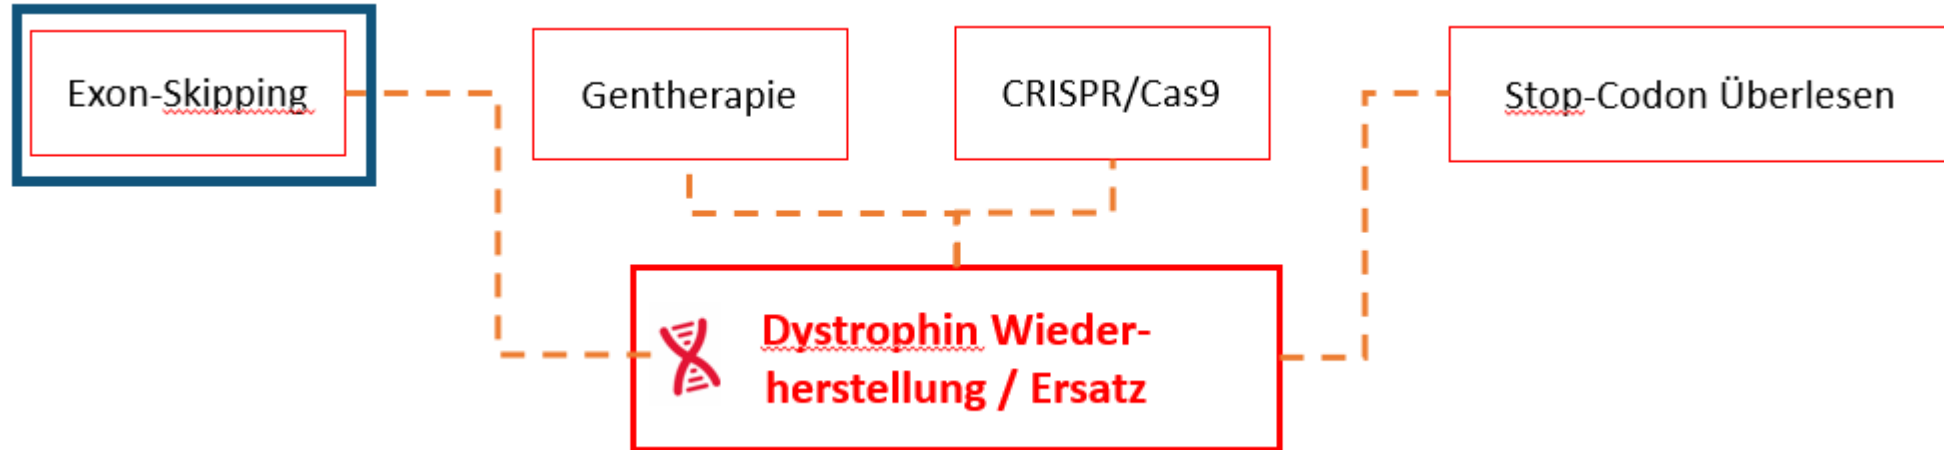 Exon-Skipping
Gentherapie
CRISPR/Cas9
Stop-Codon Überlesen
Dystrophin Wieder-
herstellung / Ersatz